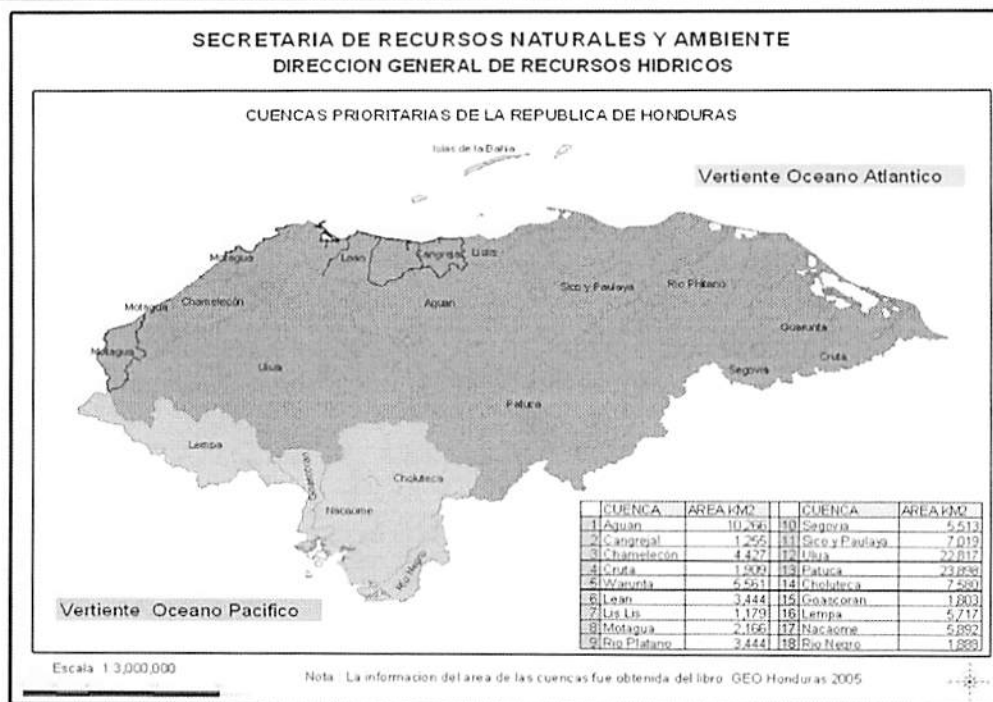 SECRETARIA DE RECURSOS NATURALES Y AMBIENTE
DIRECCION GENERAL DE RECURSOS HIDRICOS
CUENCAS PRIORITARIAS DE LA REPUBLICA DE HONDURAS
Islas de la Bahia
Vertiente Oceano Atlantico
Motagua
Lean
Cangrejal
Motagua
Chamelecón
Aguan
Sico y Paulaya
Rio Plátano
Motagua
Guarunta
Cruta
Ulua
Segovia
Patuca
Lempa
Goascoran
Choluteca
Nacaome
Rio Negro
CUENCA AREA KM2 CUENCA AREA KM2
1 Aguan 10,266 10 Segovia 5,513
2 Cangrejal 1,255 11 Sico y Paulaya 7,019
3 Chamelecón 4,427 12 Ulua 22,817
4 Cruta 1,909 13 Patuca 23,898
5 Warunta 5,561 14 Choluteca 7,580
6 Lean 3,444 15 Goascoran 1,803
7 Lis Lis 1,179 16 Lempa 5,717
8 Motagua 2,166 17 Nacaome 5,892
9 Rio Platano 3,444 18 Rio Negro
Vertiente Oceano Pacifico
Escala 1:3,000,000
Nota : La informacion del area de las cuencas fue obtenida del libro GEO Honduras 2005